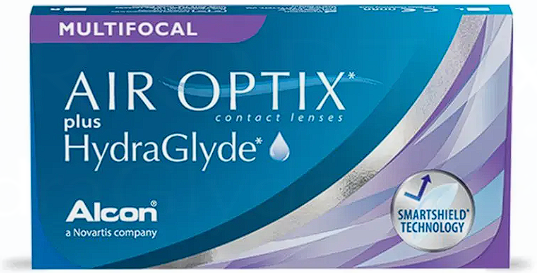 MULTIFOCAL
AIR OPTIX*
contact lenses
plus
HydraGlyde*
Alcon®
a Novartis company
SMARTSHIELD®
TECHNOLOGY